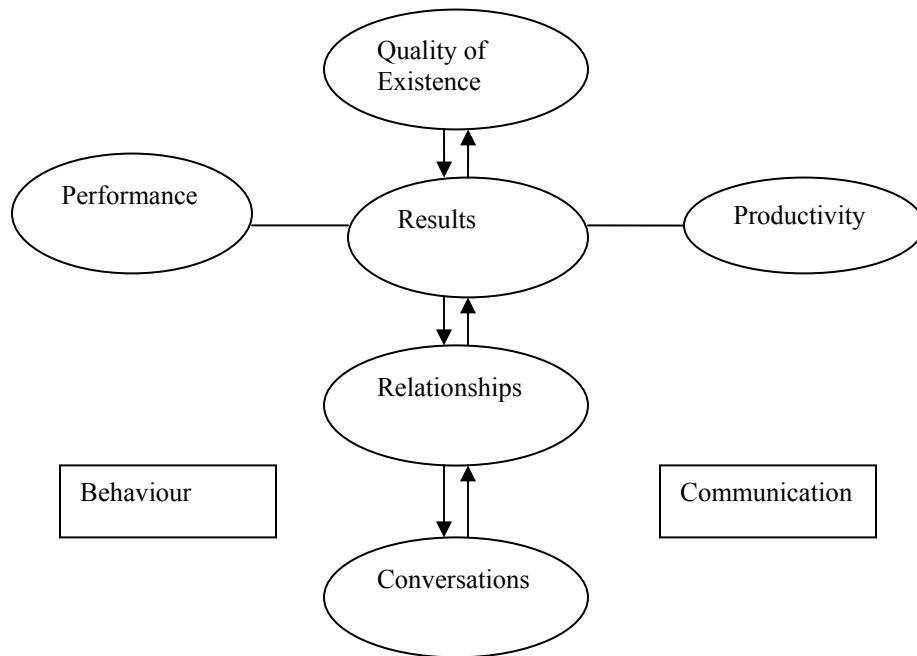 Quality of
Existence
Performance
Results
Productivity
Relationships
Behaviour
Communication
Conversations